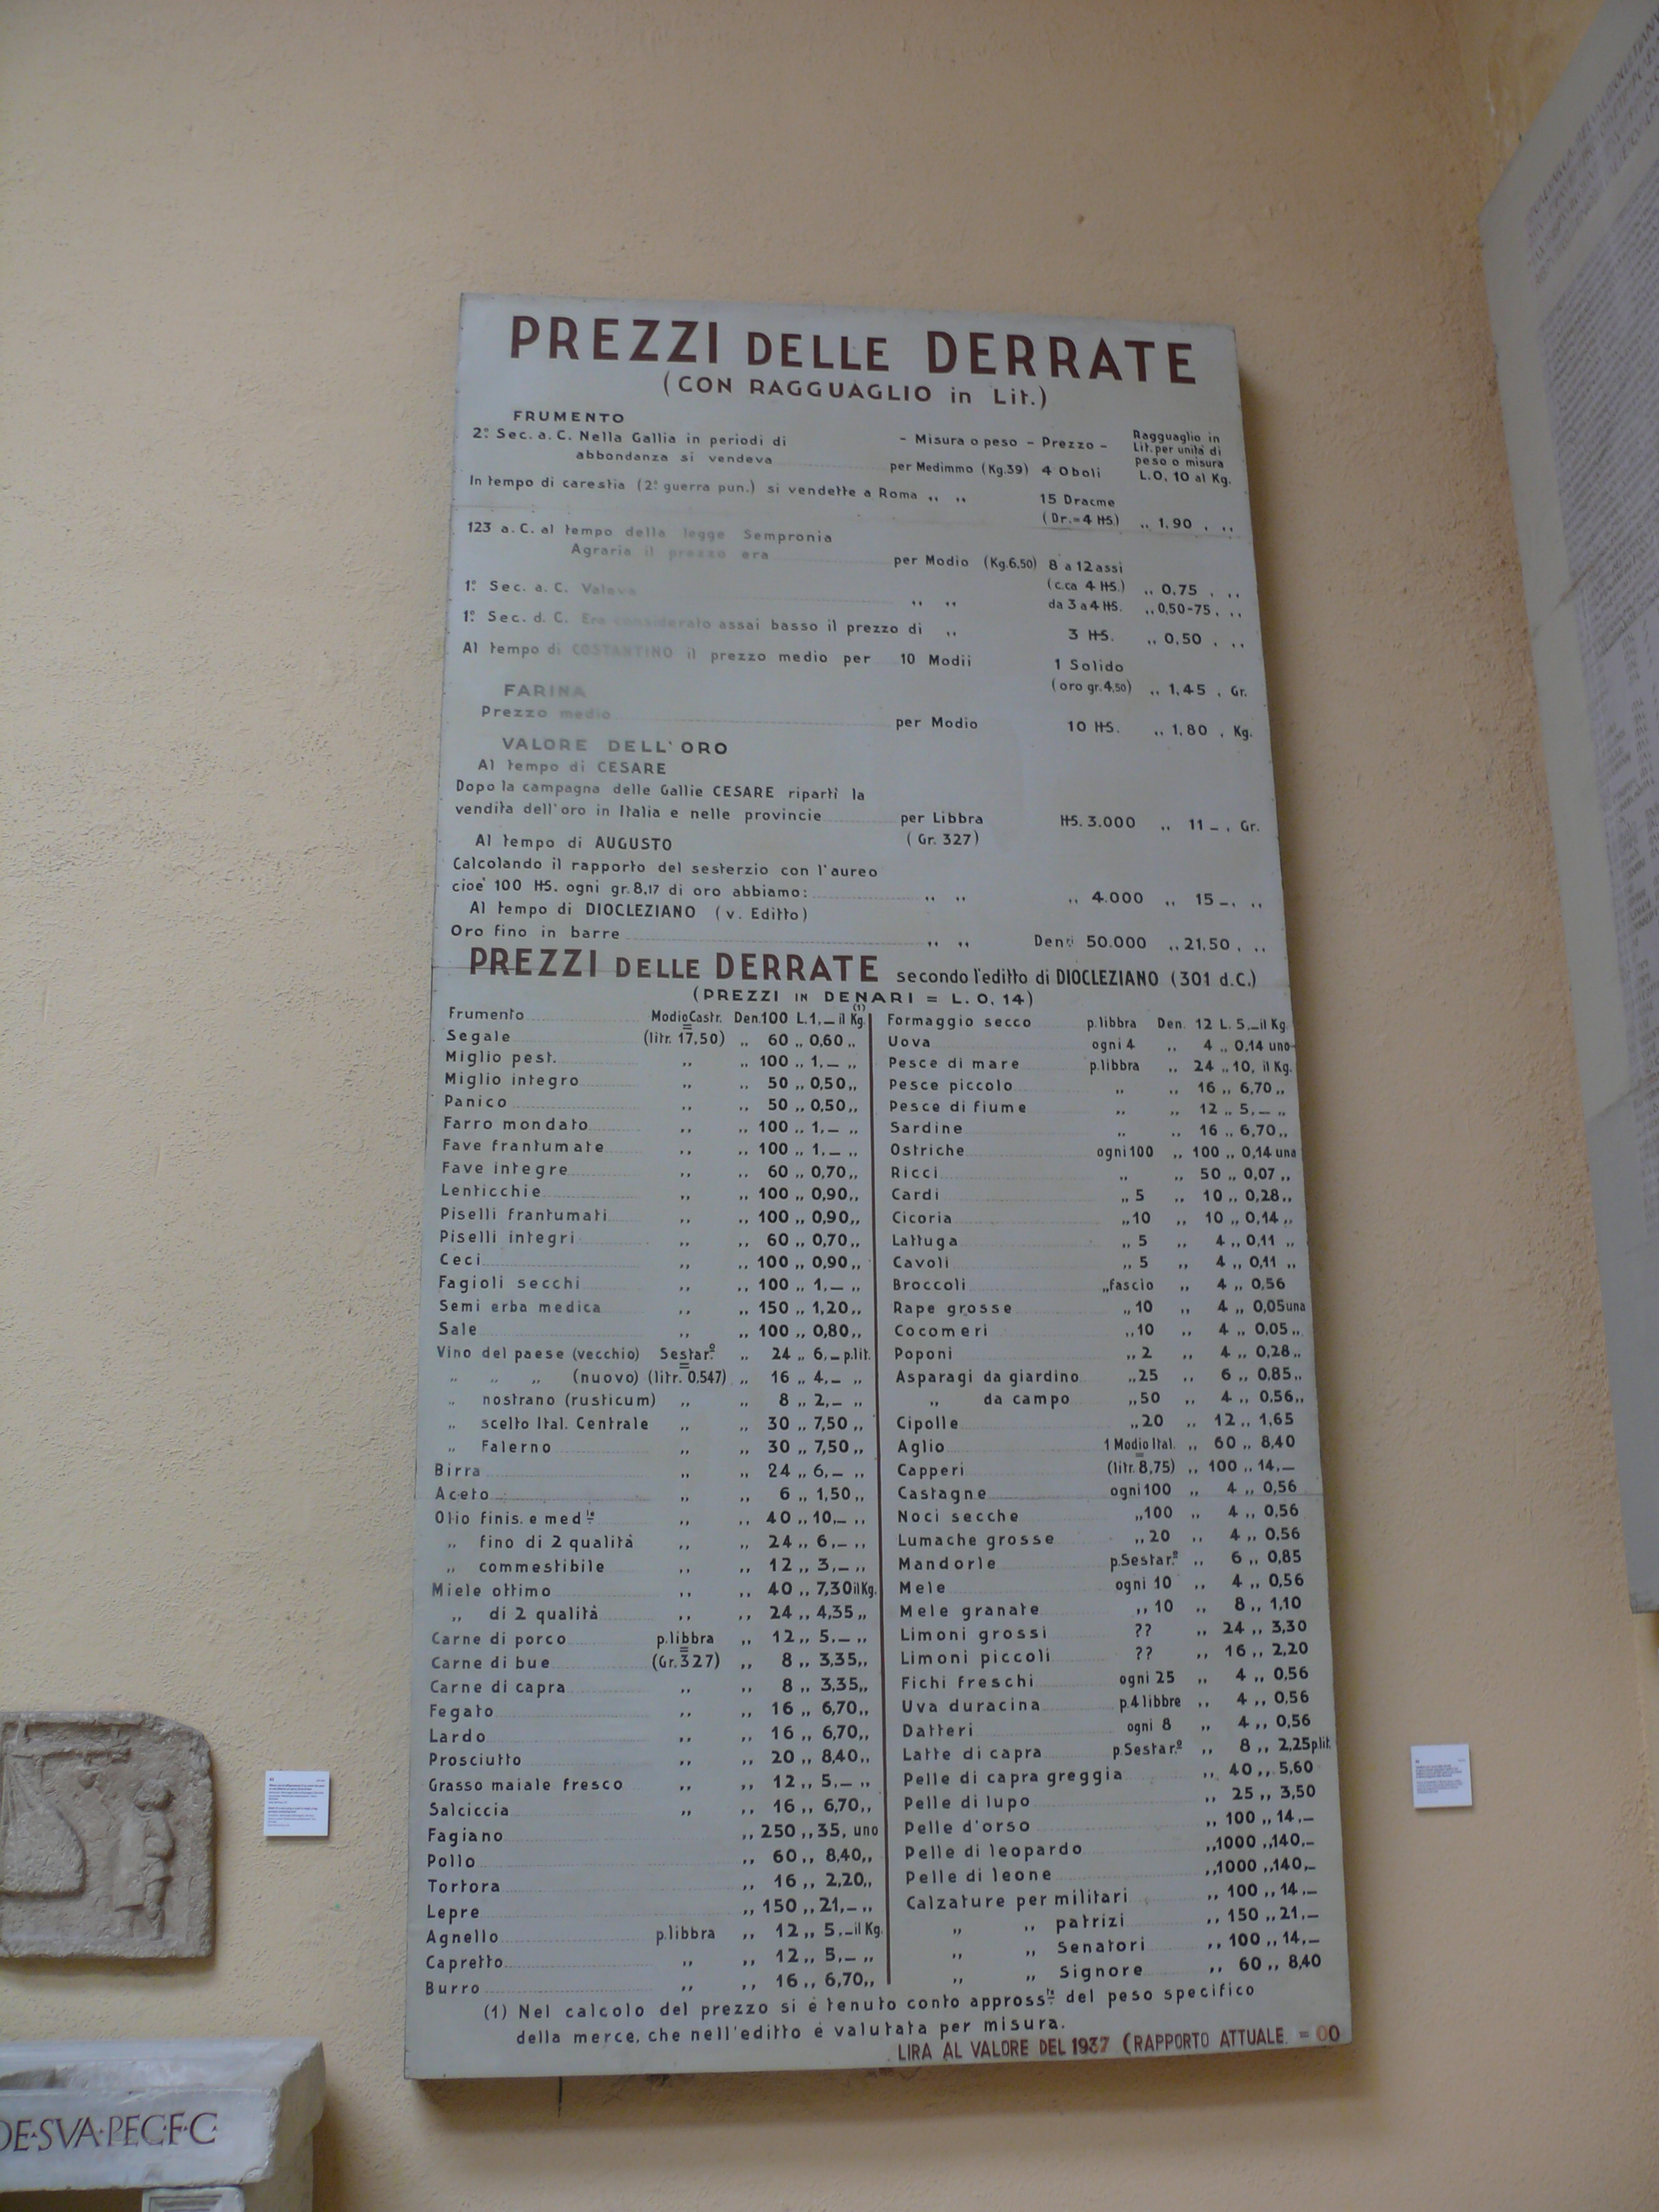 PREZZI DELLE DERRATE
(CON RAGGUAGLIO in Lit.)
FRUMENTO
- Misura o peso - Prezzo - Ragguaglio in Lit. per unità di peso o misura
2º Sec. a. C. Nella Gallia in periodi di
abbondanza si vendeva per Medimmo (Kg.39) 4 Oboli L.0,10 al Kg.
In tempo di carestia (2ª guerra pun.) si vendette a Roma ,, ,, 15 Dracme
(Dr.=4 HS.) ,, 1,90 , ,,
123 a. C. al tempo della legge Sempronia
Agraria il prezzo era per Modio (Kg.6,50) 8 a 12 assi
(c.ca 4 HS.) ,, 0,75 , ,,
1º Sec. a. C. Valeva ,, ,, da 3 a 4 HS. ,, 0,50-75 , ,,
1º Sec. d. C. Era considerato assai basso il prezzo di ,, 3 HS. ,, 0,50 , ,,
Al tempo di COSTANTINO il prezzo medio per 10 Modii 1 Solido
(oro gr.4,50) ,, 1,45 , Gr.
FARINA
Prezzo medio per Modio 10 HS. ,, 1,80 , Kg.
VALORE DELL'ORO
Al tempo di CESARE
Dopo la campagna delle Gallie CESARE ripartì la
vendita dell'oro in Italia e nelle provincie per Libbra HS. 3.000 ,, 11 – , Gr.
(Gr. 327)
Al tempo di AUGUSTO
Calcolando il rapporto del sesterzio con l'aureo
cioè 100 HS. ogni gr.8,17 di oro abbiamo: ,, ,, ,, 4.000 ,, 15 –, ,,
Al tempo di DIOCLEZIANO (v. Editto)
Oro fino in barre ,, ,, Den. 50.000 ,, 21,50 , ,,
PREZZI DELLE DERRATE secondo l'editto di DIOCLEZIANO (301 d.C.)
(PREZZI IN DENARI = L. 0, 14)
Frumento Modio Castr. Den.100 L.1,– il Kg. (1)
Segale (litr. 17,50) ,, 60 ,, 0,60 ,,
Miglio pest. ,, ,, 100 ,, 1,– ,,
Miglio integro ,, ,, 50 ,, 0,50 ,,
Panico ,, ,, 50 ,, 0,50 ,,
Farro mondato ,, ,, 100 ,, 1,– ,,
Fave frantumate ,, ,, 100 ,, 1,– ,,
Fave integre ,, ,, 60 ,, 0,70 ,,
Lenticchie ,, ,, 100 ,, 0,90 ,,
Piselli frantumati ,, ,, 100 ,, 0,90 ,,
Piselli integri ,, ,, 60 ,, 0,70 ,,
Ceci ,, ,, 100 ,, 0,90 ,,
Fagioli secchi ,, ,, 100 ,, 1,– ,,
Semi erba medica ,, ,, 150 ,, 1,20 ,,
Sale ,, ,, 100 ,, 0,80 ,,
Vino del paese (vecchio) Sestar.º ,, 24 ,, 6,– p.lit.
,, ,, ,, (nuovo) (litr. 0,547) ,, 16 ,, 4,– ,,
,, nostrano (rusticum) ,, ,, 8 ,, 2,– ,,
,, scelto Ital. Centrale ,, ,, 30 ,, 7,50 ,,
,, Falerno ,, ,, 30 ,, 7,50 ,,
Birra ,, ,, 24 ,, 6,– ,,
Aceto ,, ,, 6 ,, 1,50 ,,
Olio finis. e med.le ,, ,, 40 ,, 10,– ,,
,, fino di 2 qualità ,, ,, 24 ,, 6,– ,,
,, commestibile ,, ,, 12 ,, 3,– ,,
Miele ottimo ,, ,, 40 ,, 7,30 il Kg.
,, di 2 qualità ,, ,, 24 ,, 4,35 ,,
Carne di porco p.libbra ,, 12 ,, 5,– ,,
Carne di bue (Gr.327) ,, 8 ,, 3,35 ,,
Carne di capra ,, ,, 8 ,, 3,35 ,,
Fegato ,, ,, 16 ,, 6,70 ,,
Lardo ,, ,, 16 ,, 6,70 ,,
Prosciutto ,, ,, 20 ,, 8,40 ,,
Grasso maiale fresco ,, ,, 12 ,, 5,– ,,
Salciccia ,, ,, 16 ,, 6,70 ,,
Fagiano ,, 250 ,, 35, uno
Pollo ,, 60 ,, 8,40 ,,
Tortora ,, 16 ,, 2,20 ,,
Lepre ,, 150 ,, 21,– ,,
Agnello p.libbra ,, 12 ,, 5,– il Kg.
Capretto ,, ,, 12 ,, 5,– ,,
Burro ,, ,, 16 ,, 6,70 ,,
Formaggio secco p.libbra Den. 12 L. 5,– il Kg.
Uova ogni 4 ,, 4 ,, 0,14 uno
Pesce di mare p.libbra ,, 24 ,, 10, il Kg.
Pesce piccolo ,, ,, 16 ,, 6,70 ,,
Pesce di fiume ,, ,, 12 ,, 5,– ,,
Sardine ,, ,, 16 ,, 6,70 ,,
Ostriche ogni 100 ,, 100 ,, 0,14 una
Ricci ,, ,, 50 ,, 0,07 ,,
Cardi ,, 5 ,, 10 ,, 0,28 ,,
Cicoria ,, 10 ,, 10 ,, 0,14 ,,
Lattuga ,, 5 ,, 4 ,, 0,11 ,,
Cavoli ,, 5 ,, 4 ,, 0,11 ,,
Broccoli ,, fascio ,, 4 ,, 0,56
Rape grosse ,, 10 ,, 4 ,, 0,05 una
Cocomeri ,, 10 ,, 4 ,, 0,05 ,,
Poponi ,, 2 ,, 4 ,, 0,28 ,,
Asparagi da giardino ,, 25 ,, 6 ,, 0,85 ,,
,, da campo ,, 50 ,, 4 ,, 0,56 ,,
Cipolle ,, 20 ,, 12 ,, 1,65
Aglio 1 Modio Ital. ,, 60 ,, 8,40
Capperi (litr. 8,75) ,, 100 ,, 14,–
Castagne ogni 100 ,, 4 ,, 0,56
Noci secche ,, 100 ,, 4 ,, 0,56
Lumache grosse ,, 20 ,, 4 ,, 0,56
Mandorle p.Sestar.º ,, 6 ,, 0,85
Mele ogni 10 ,, 4 ,, 0,56
Mele granate ,, 10 ,, 8 ,, 1,10
Limoni grossi ?? ,, 24 ,, 3,30
Limoni piccoli ?? ,, 16 ,, 2,20
Fichi freschi ogni 25 ,, 4 ,, 0,56
Uva duracina p.4 libbre ,, 4 ,, 0,56
Datteri ogni 8 ,, 4 ,, 0,56
Latte di capra p.Sestar.º ,, 8 ,, 2,25 p.lit.
Pelle di capra greggia ,, 40 ,, 5,60
Pelle di lupo ,, 25 ,, 3,50
Pelle d'orso ,, 100 ,, 14,–
Pelle di leopardo ,, 1000 ,, 140,–
Pelle di leone ,, 1000 ,, 140,–
Calzature per militari ,, 100 ,, 14,–
,, ,, patrizi ,, 150 ,, 21,–
,, ,, Senatori ,, 100 ,, 14,–
,, ,, Signore ,, 60 ,, 8,40
(1) Nel calcolo del prezzo si è tenuto conto appross.te del peso specifico
della merce, che nell'editto è valutata per misura.
LIRA AL VALORE DEL 1937 (RAPPORTO ATTUALE = 00
DE·SVA·PEC·F·C·